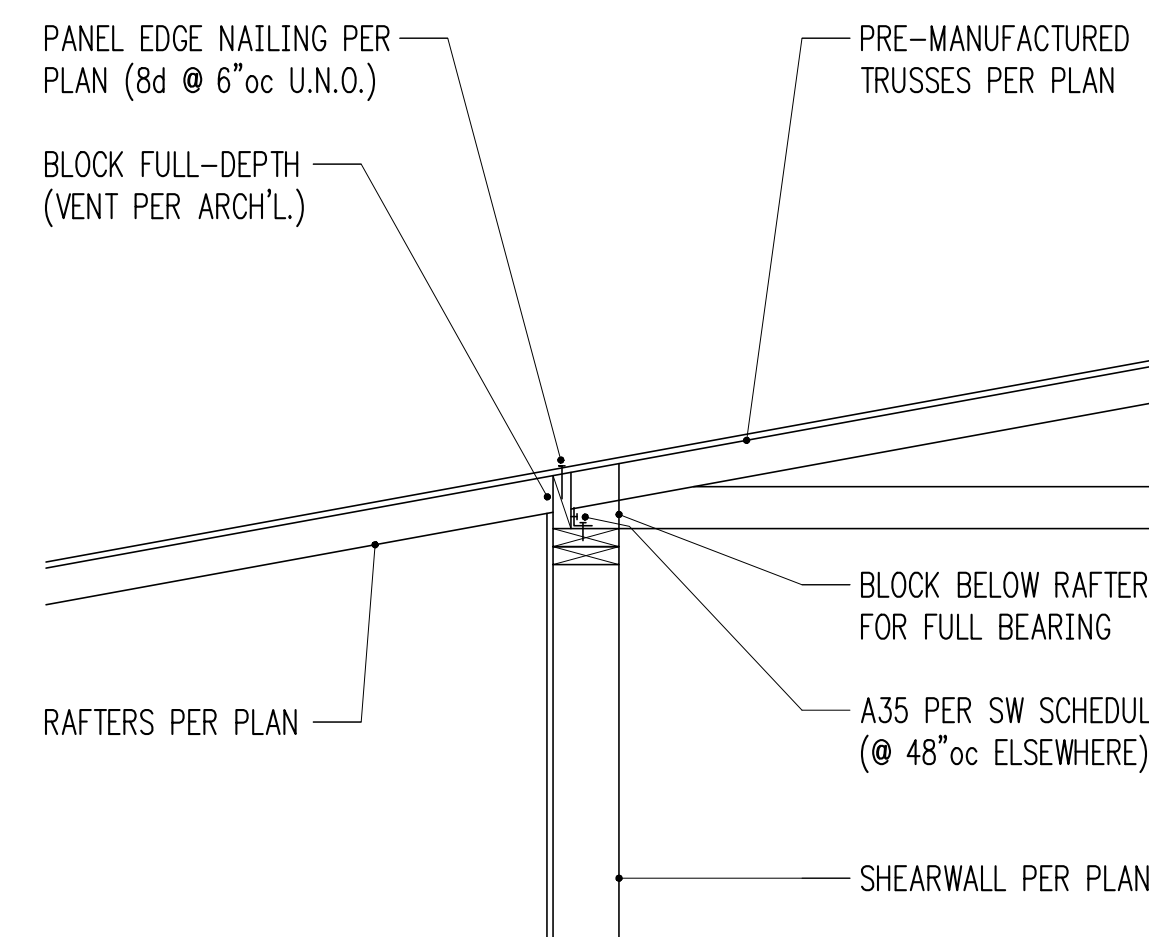 PANEL EDGE NAILING PER
PLAN (8d @ 6"oc U.N.O.)
BLOCK FULL-DEPTH
(VENT PER ARCH'L.)
RAFTERS PER PLAN
PRE-MANUFACTURED
TRUSSES PER PLAN
BLOCK BELOW RAFTER
FOR FULL BEARING
A35 PER SW SCHEDUL
(@ 48"oc ELSEWHERE)
SHEARWALL PER PLAN